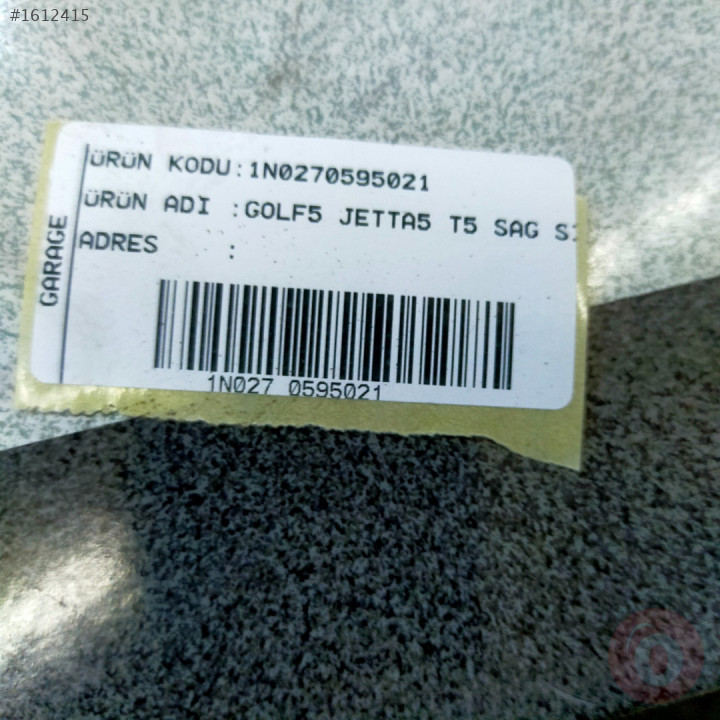 #1612415
ÜRÜN KODU:1N0270595021
ÜRÜN ADI :GOLF5 JETTA5 T5 SAG
ADRES :
GARAGE
1N027 0595021